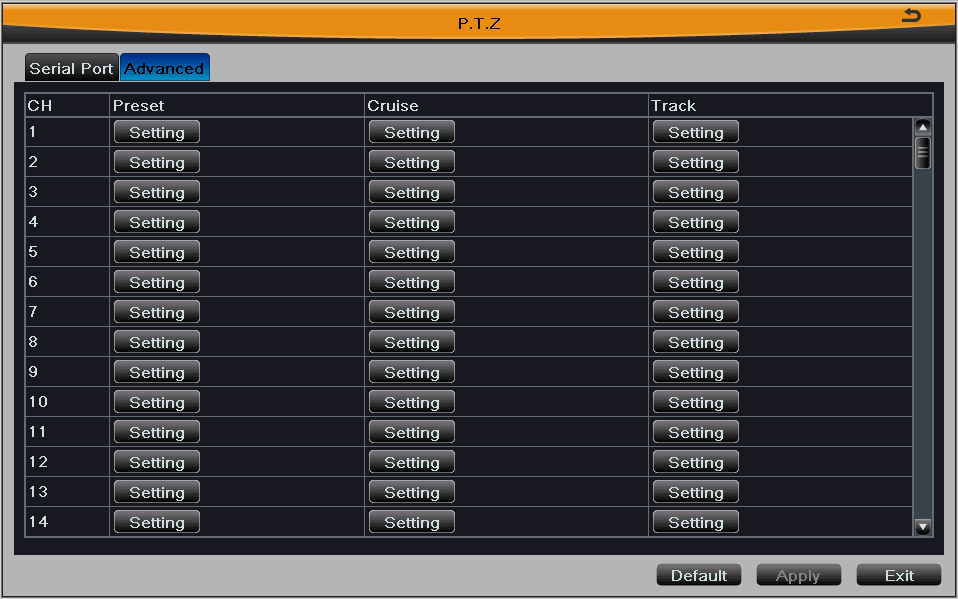 P.T.Z
Serial Port Advanced
CH Preset Cruise Track
1 Setting Setting Setting
2 Setting Setting Setting
3 Setting Setting Setting
4 Setting Setting Setting
5 Setting Setting Setting
6 Setting Setting Setting
7 Setting Setting Setting
8 Setting Setting Setting
9 Setting Setting Setting
10 Setting Setting Setting
11 Setting Setting Setting
12 Setting Setting Setting
13 Setting Setting Setting
14 Setting Setting Setting
Default Apply Exit